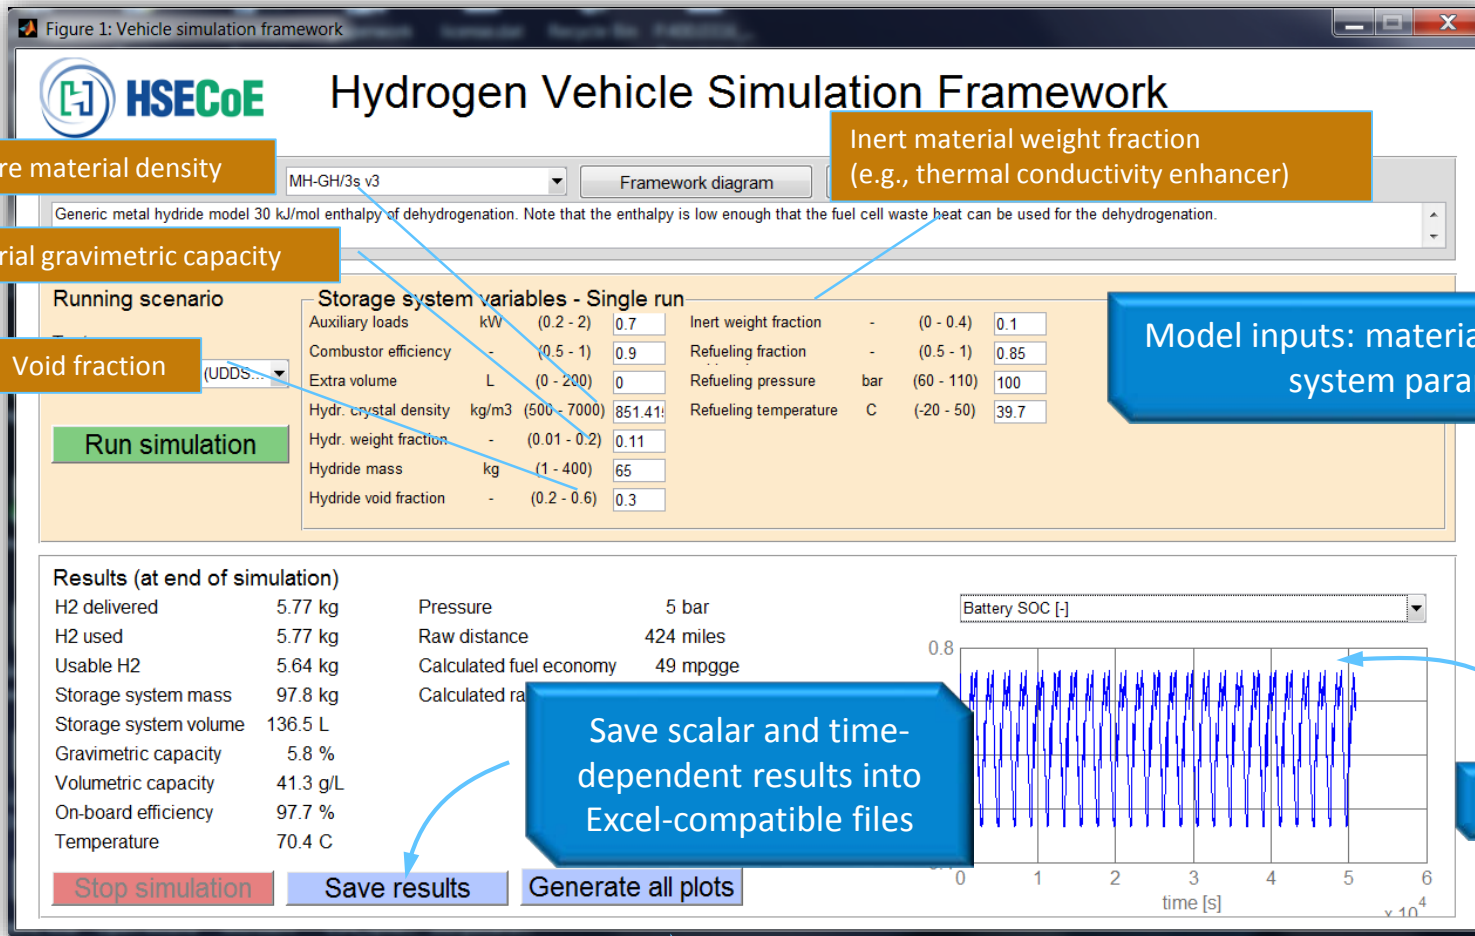 Figure 1: Vehicle simulation framework
HSECoE
Hydrogen Vehicle Simulation Framework
re material density
Inert material weight fraction
(e.g., thermal conductivity enhancer)
MH-GH/3s v3
Framework diagram
Generic metal hydride model 30 kJ/mol enthalpy of dehydrogenation. Note that the enthalpy is low enough that the fuel cell waste heat can be used for the dehydrogenation.
rial gravimetric capacity
Running scenario
Storage system variables - Single run
Auxiliary loads kW (0.2 - 2) 0.7 Inert weight fraction - (0 - 0.4) 0.1
Combustor efficiency - (0.5 - 1) 0.9 Refueling fraction - (0.5 - 1) 0.85
Void fraction
(UDDS...
Extra volume L (0 - 200) 0 Refueling pressure bar (60 - 110) 100
Hydr. crystal density kg/m3 (500 - 7000) 851.41 Refueling temperature C (-20 - 50) 39.7
Hydr. weight fraction - (0.01 - 0.2) 0.11
Hydride mass kg (1 - 400) 65
Hydride void fraction - (0.2 - 0.6) 0.3
Run simulation
Model inputs: materia
system para
Results (at end of simulation)
H2 delivered 5.77 kg Pressure 5 bar
H2 used 5.77 kg Raw distance 424 miles
Usable H2 5.64 kg Calculated fuel economy 49 mpgge
Storage system mass 97.8 kg Calculated ra
Storage system volume 136.5 L
Gravimetric capacity 5.8 %
Volumetric capacity 41.3 g/L
On-board efficiency 97.7 %
Temperature 70.4 C
Save scalar and time-
dependent results into
Excel-compatible files
Stop simulation
Save results
Generate all plots
Battery SOC [-]
0.8
0 1 2 3 4 5 6
time [s]
x 10^4